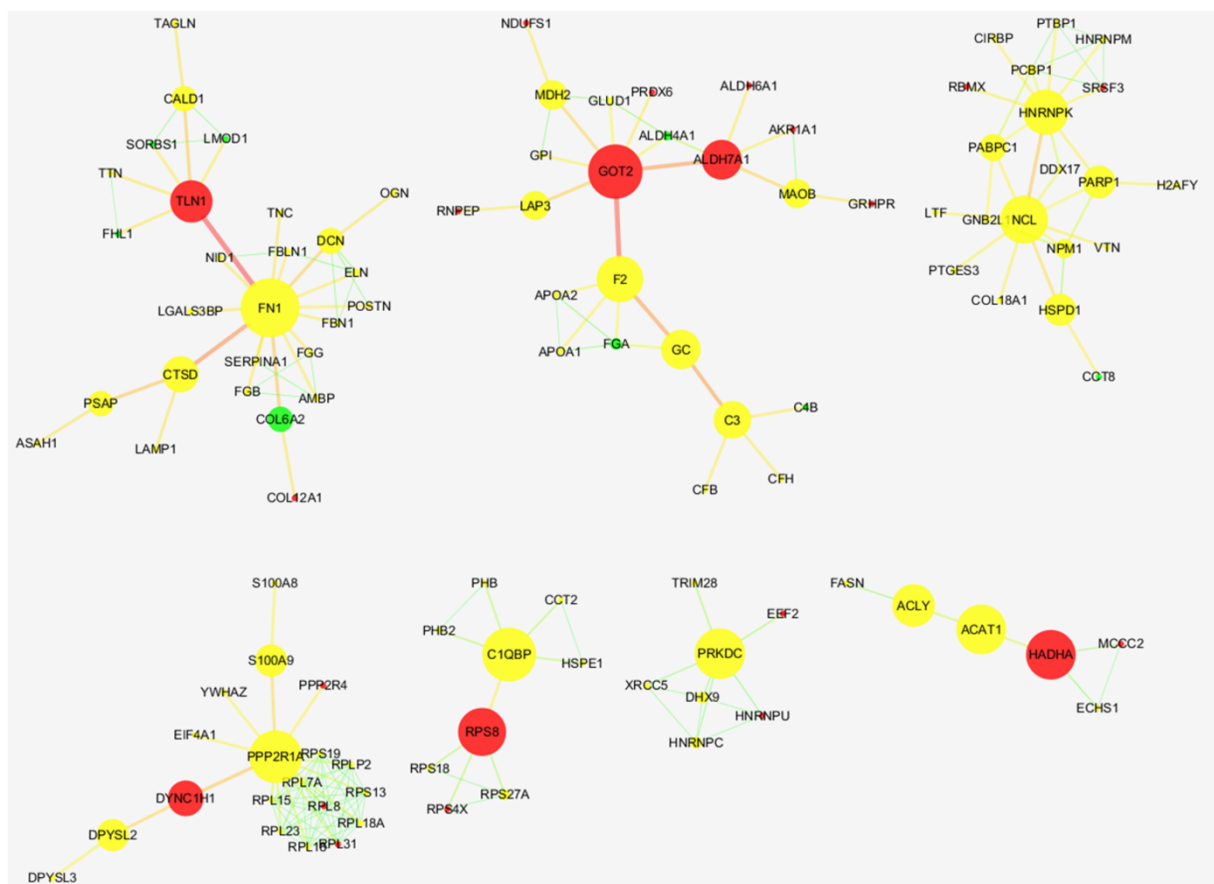 TAGLN
CALD1
SORBS1
LMOD1
TTN
TLN1
FHL1
OGN
TNC
DCN
NID1
FBLN1
ELN
LGALS3BP
FN1
POSTN
FBN1
SERPINA1
FGG
CTSD
FGB
AMBP
PSAP
COL6A2
ASAH1
LAMP1
COL12A1
NDUFS1
MDH2
GLUD1
PRDX6
ALDH6A1
ALDH4A1
AKR1A1
GPI
GOT2
ALDH7A1
RNPEP
LAP3
MAOB
GRHPR
F2
APOA2
APOA1
FGA
GC
C3
C4B
CFB
CFH
PTBP1
CIRBP
HNRNPM
PCBP1
RBMX
SRSF3
HNRNPK
PABPC1
DDX17
PARP1
H2AFY
LTF
GNB2L1
NCL
NPM1
VTN
PTGES3
COL18A1
HSPD1
CCT8
S100A8
S100A9
YWHAZ
PPP2R4
EIF4A1
PPP2R1A
RPS19
RPLP2
RPL7A
RPS13
DYNC1H1
RPL15
RPL8
RPL18A
RPL23
RPL18
RPL31
DPYSL2
DPYSL3
PHB
CCT2
PHB2
C1QBP
HSPE1
RPS8
RPS18
RPS27A
RPS4X
TRIM28
EEF2
PRKDC
XRCC5
DHX9
HNRNPU
HNRNPC
FASN
ACLY
ACAT1
HADHA
MCCC2
ECHS1